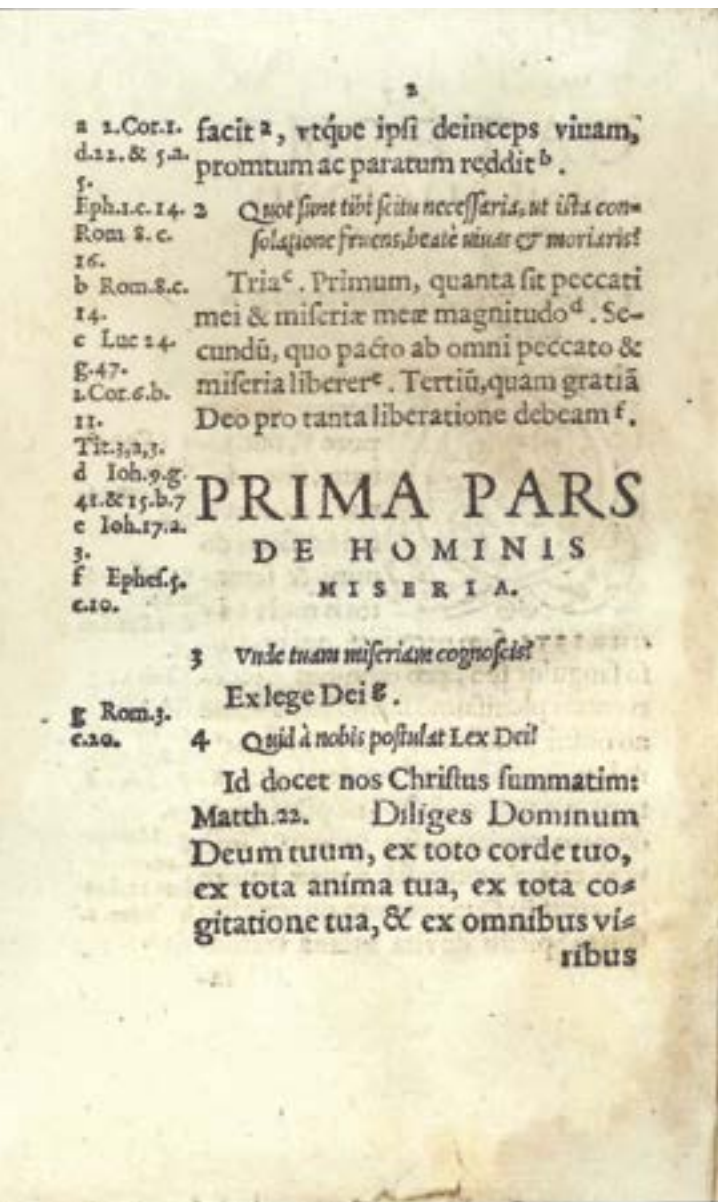 2
a 2.Cor.1.
d.22.& 5.a.
5.
Eph.1.c.14.
Rom 8. c.
16.
b Rom.8.c.
14.
c Luc 24.
g.47.
1.Cor.6.b.
11.
Tit.3,2,3.
d Ioh.9.g.
41.&15.b.7
e Ioh.17.a.
3.
f Ephes.5.
c.10.
g Rom.3.
c.20.
facit ᵃ, vtq́ue ipsi deinceps viuam,
promtum ac paratum reddit ᵇ.
2 Quot sunt tibi scitu necessaria, ut ista con-
solatione fruens, beatè uiuas & moriaris?
Tria ᶜ. Primum, quanta sit peccati
mei & miseriæ meæ magnitudo ᵈ. Se-
cundũ, quo pacto ab omni peccato &
miseria liberer ᵉ. Tertiũ, quam gratiã
Deo pro tanta liberatione debeam ᶠ.
PRIMA PARS
DE HOMINIS
MISERIA.
3 Vnde tuam miseriam cognoscis?
Ex lege Dei ᵍ.
4 Quid à nobis postulat Lex Dei?
Id docet nos Christus summatim:
Matth.22. Diliges Dominum
Deum tuum, ex toto corde tuo,
ex tota anima tua, ex tota co-
gitatione tua, & ex omnibus vi-
ribus